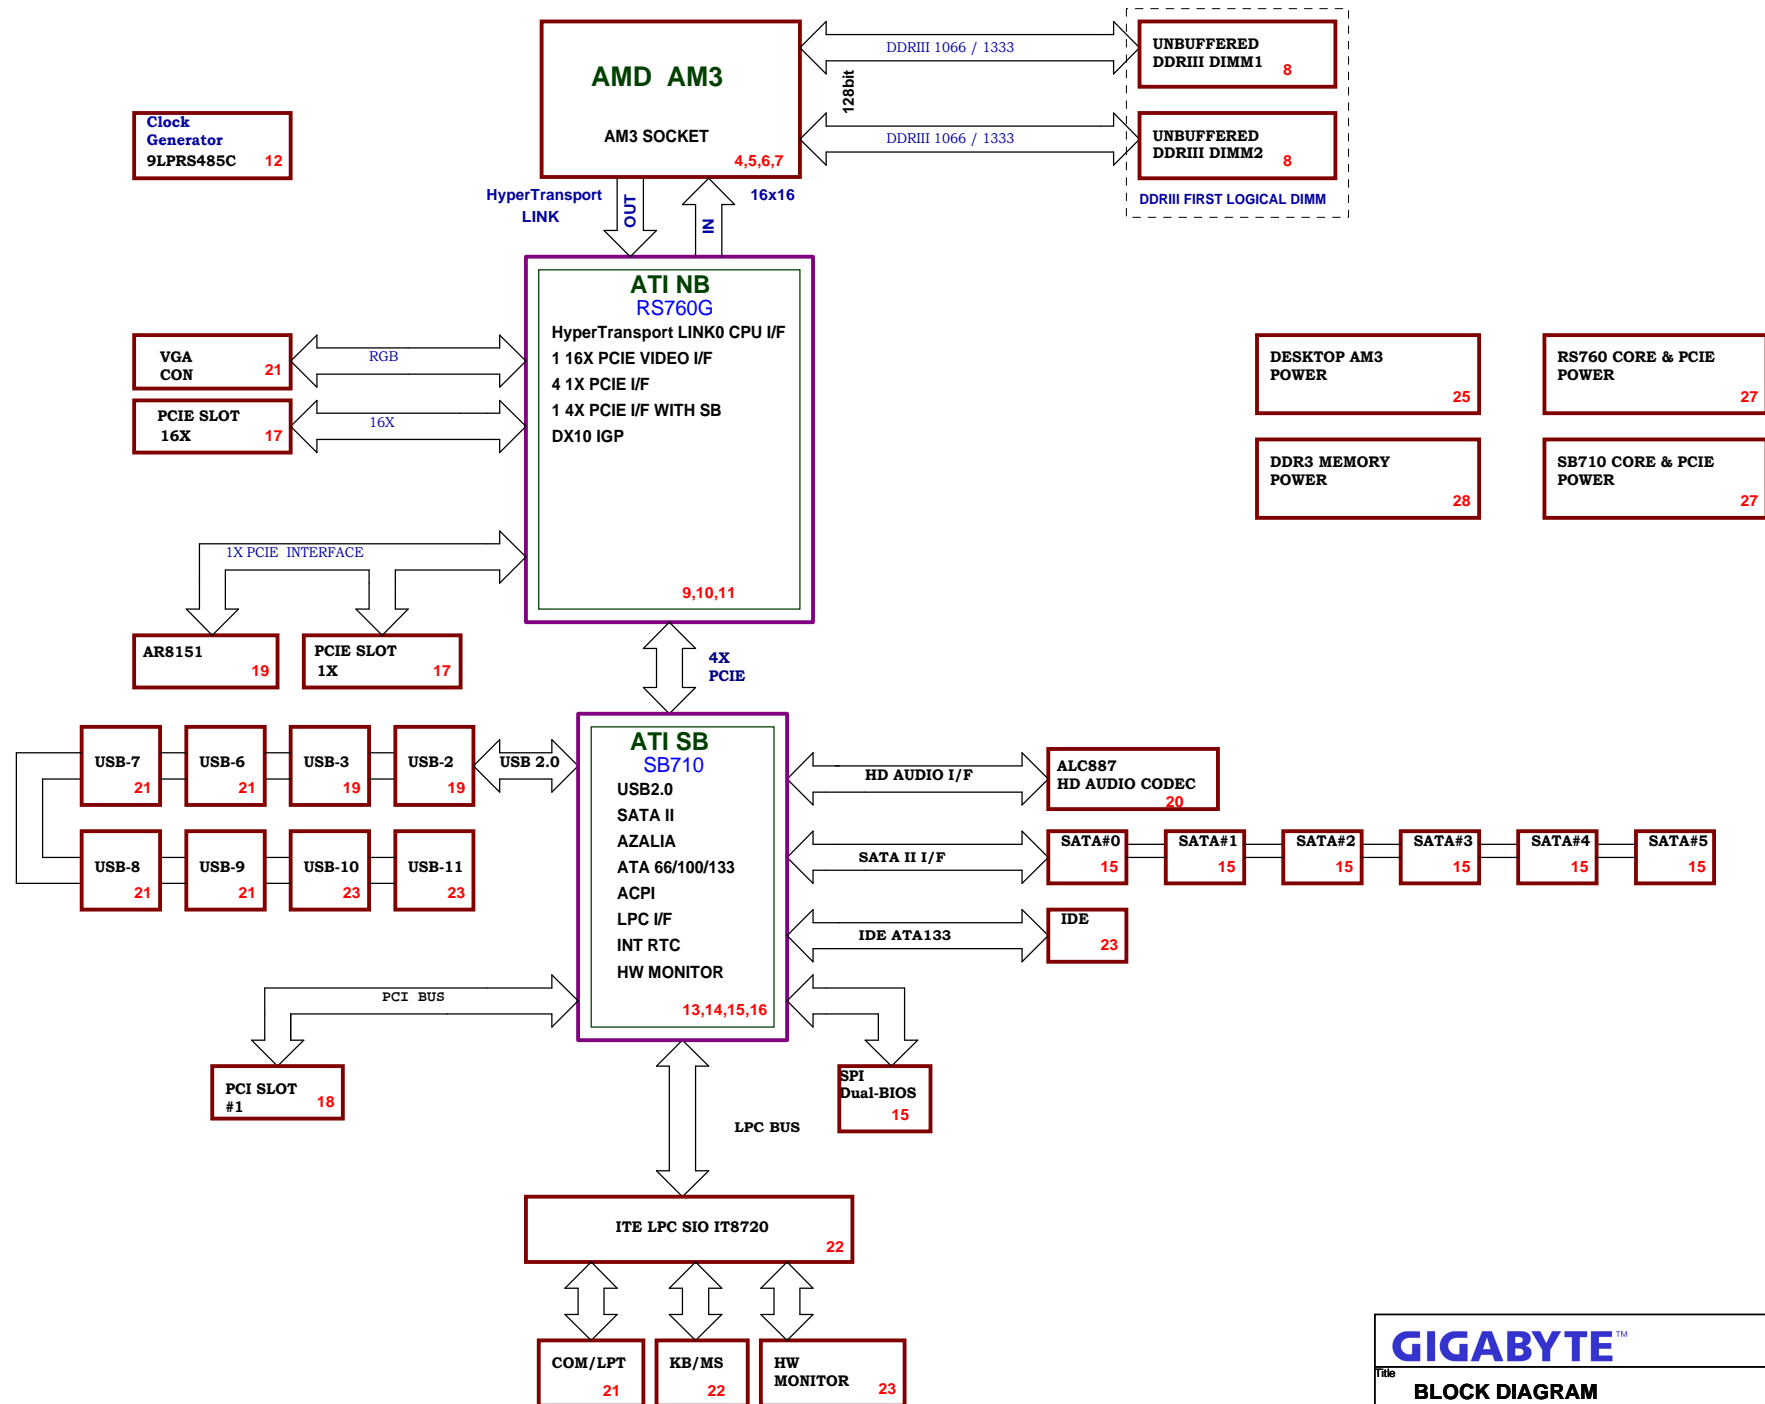 AMD AM3
AM3 SOCKET
4,5,6,7
DDRIII 1066 / 1333
128bit
DDRIII 1066 / 1333
UNBUFFERED
DDRIII DIMM1
8
UNBUFFERED
DDRIII DIMM2
8
DDRIII FIRST LOGICAL DIMM
Clock
Generator
9LPRS485C 12
HyperTransport
LINK
OUT
IN
16x16
ATI NB
RS760G
HyperTransport LINK0 CPU I/F
1 16X PCIE VIDEO I/F
4 1X PCIE I/F
1 4X PCIE I/F WITH SB
DX10 IGP
9,10,11
VGA
CON
21
RGB
PCIE SLOT
16X
17
16X
DESKTOP AM3
POWER
25
RS760 CORE & PCIE
POWER
27
DDR3 MEMORY
POWER
28
SB710 CORE & PCIE
POWER
27
1X PCIE INTERFACE
AR8151
19
PCIE SLOT
1X
17
4X
PCIE
ATI SB
SB710
USB2.0
SATA II
AZALIA
ATA 66/100/133
ACPI
LPC I/F
INT RTC
HW MONITOR
13,14,15,16
USB-7
21
USB-6
21
USB-3
19
USB-2
19
USB 2.0
USB-8
21
USB-9
21
USB-10
23
USB-11
23
HD AUDIO I/F
ALC887
HD AUDIO CODEC
20
SATA II I/F
SATA#0
15
SATA#1
15
SATA#2
15
SATA#3
15
SATA#4
15
SATA#5
15
IDE ATA133
IDE
23
PCI BUS
PCI SLOT
#1
18
SPI
Dual-BIOS
15
LPC BUS
ITE LPC SIO IT8720
22
COM/LPT
21
KB/MS
22
HW
MONITOR
23
GIGABYTE™
Title
BLOCK DIAGRAM